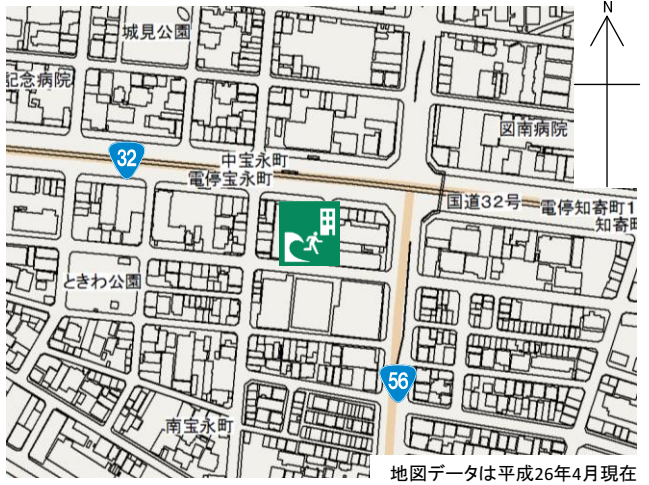 N
城見公園
記念病院
図南病院
32
中宝永町
電停宝永町
国道32号
電停知寄町1
知寄町
ときわ公園
56
南宝永町
地図データは平成26年4月現在